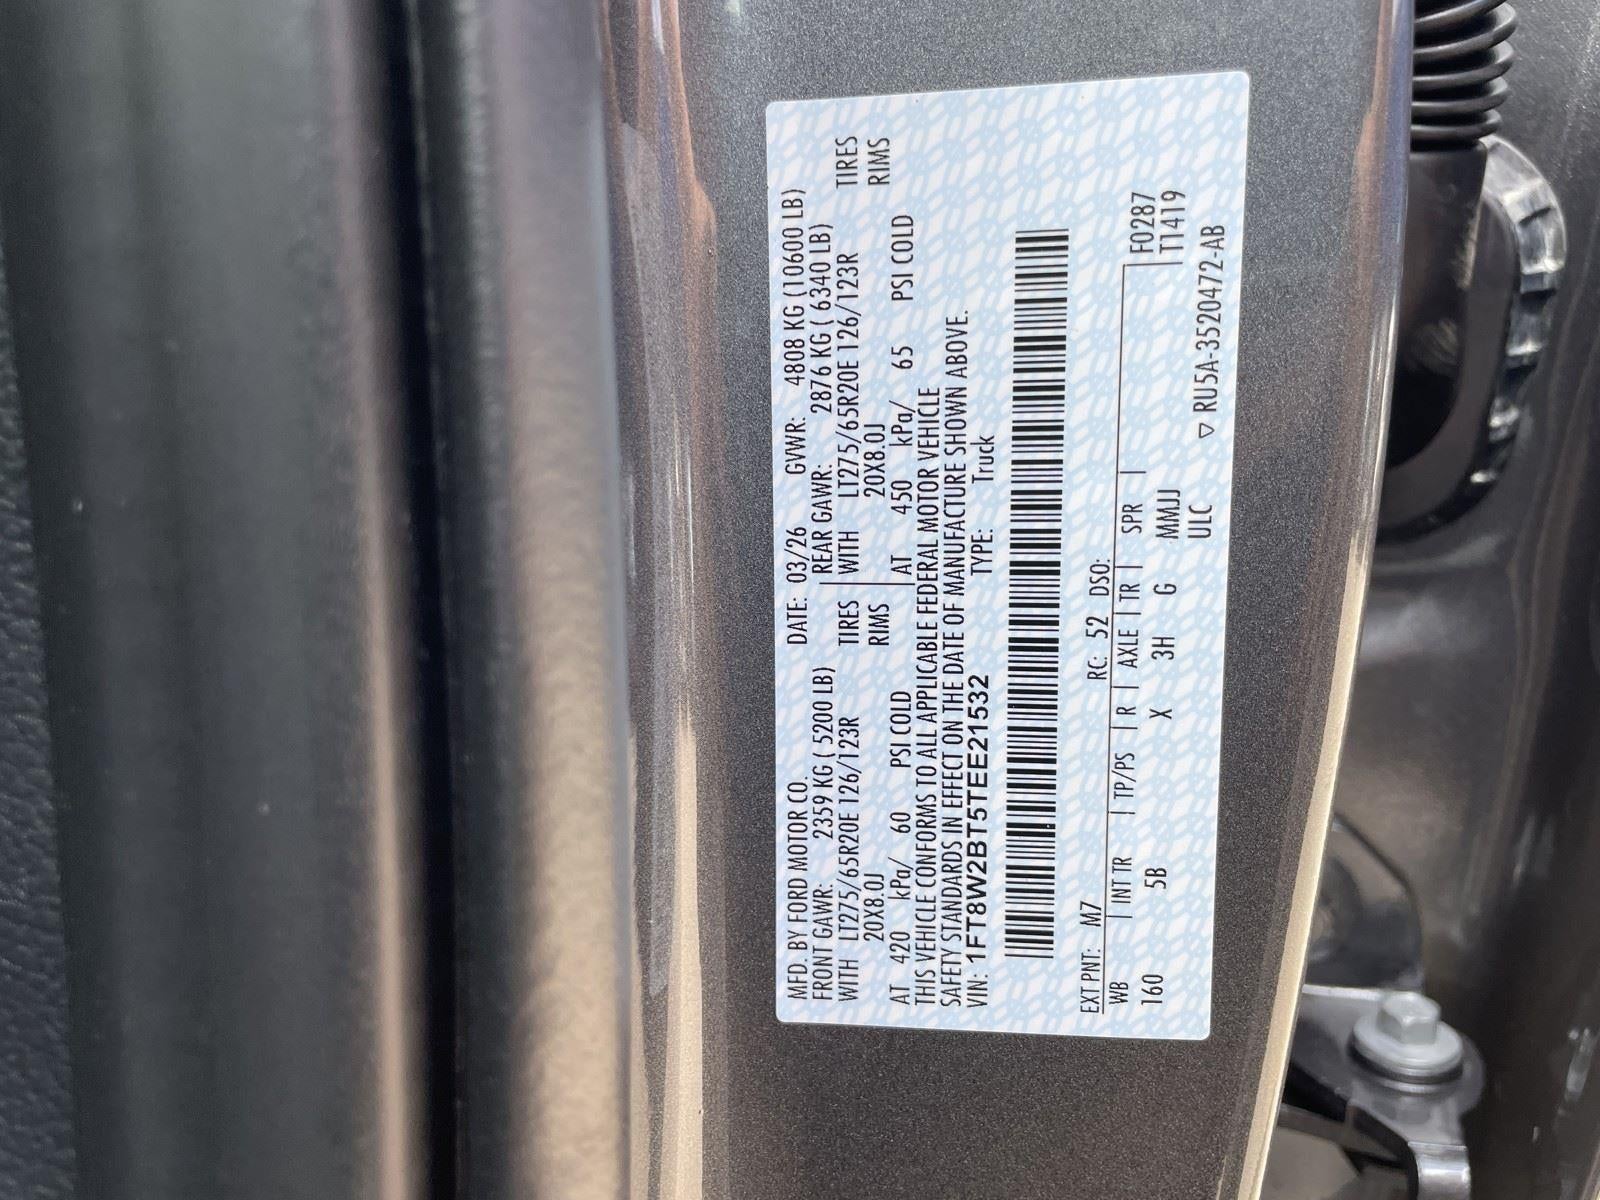 MFD. BY FORD MOTOR CO. DATE: 03/26 GVWR: 4808 KG (10600 LB)
FRONT GAWR: 2359 KG ( 5200 LB) REAR GAWR: 2876 KG ( 6340 LB)
WITH LT275/65R20E 126/123R TIRES WITH LT275/65R20E 126/123R TIRES
20X8.0J RIMS 20X8.0J RIMS
AT 420 kPa/ 60 PSI COLD AT 450 kPa/ 65 PSI COLD
THIS VEHICLE CONFORMS TO ALL APPLICABLE FEDERAL MOTOR VEHICLE
SAFETY STANDARDS IN EFFECT ON THE DATE OF MANUFACTURE SHOWN ABOVE.
VIN: 1FT8W2BT5TEE21532 TYPE: Truck
EXT PNT: M7 RC: 52 DSO:
WB INT TR TP/PS R AXLE TR SPR F0287
160 5B X 3H G MMJJ T1419
ULC
▽ RU5A-3520472-AB